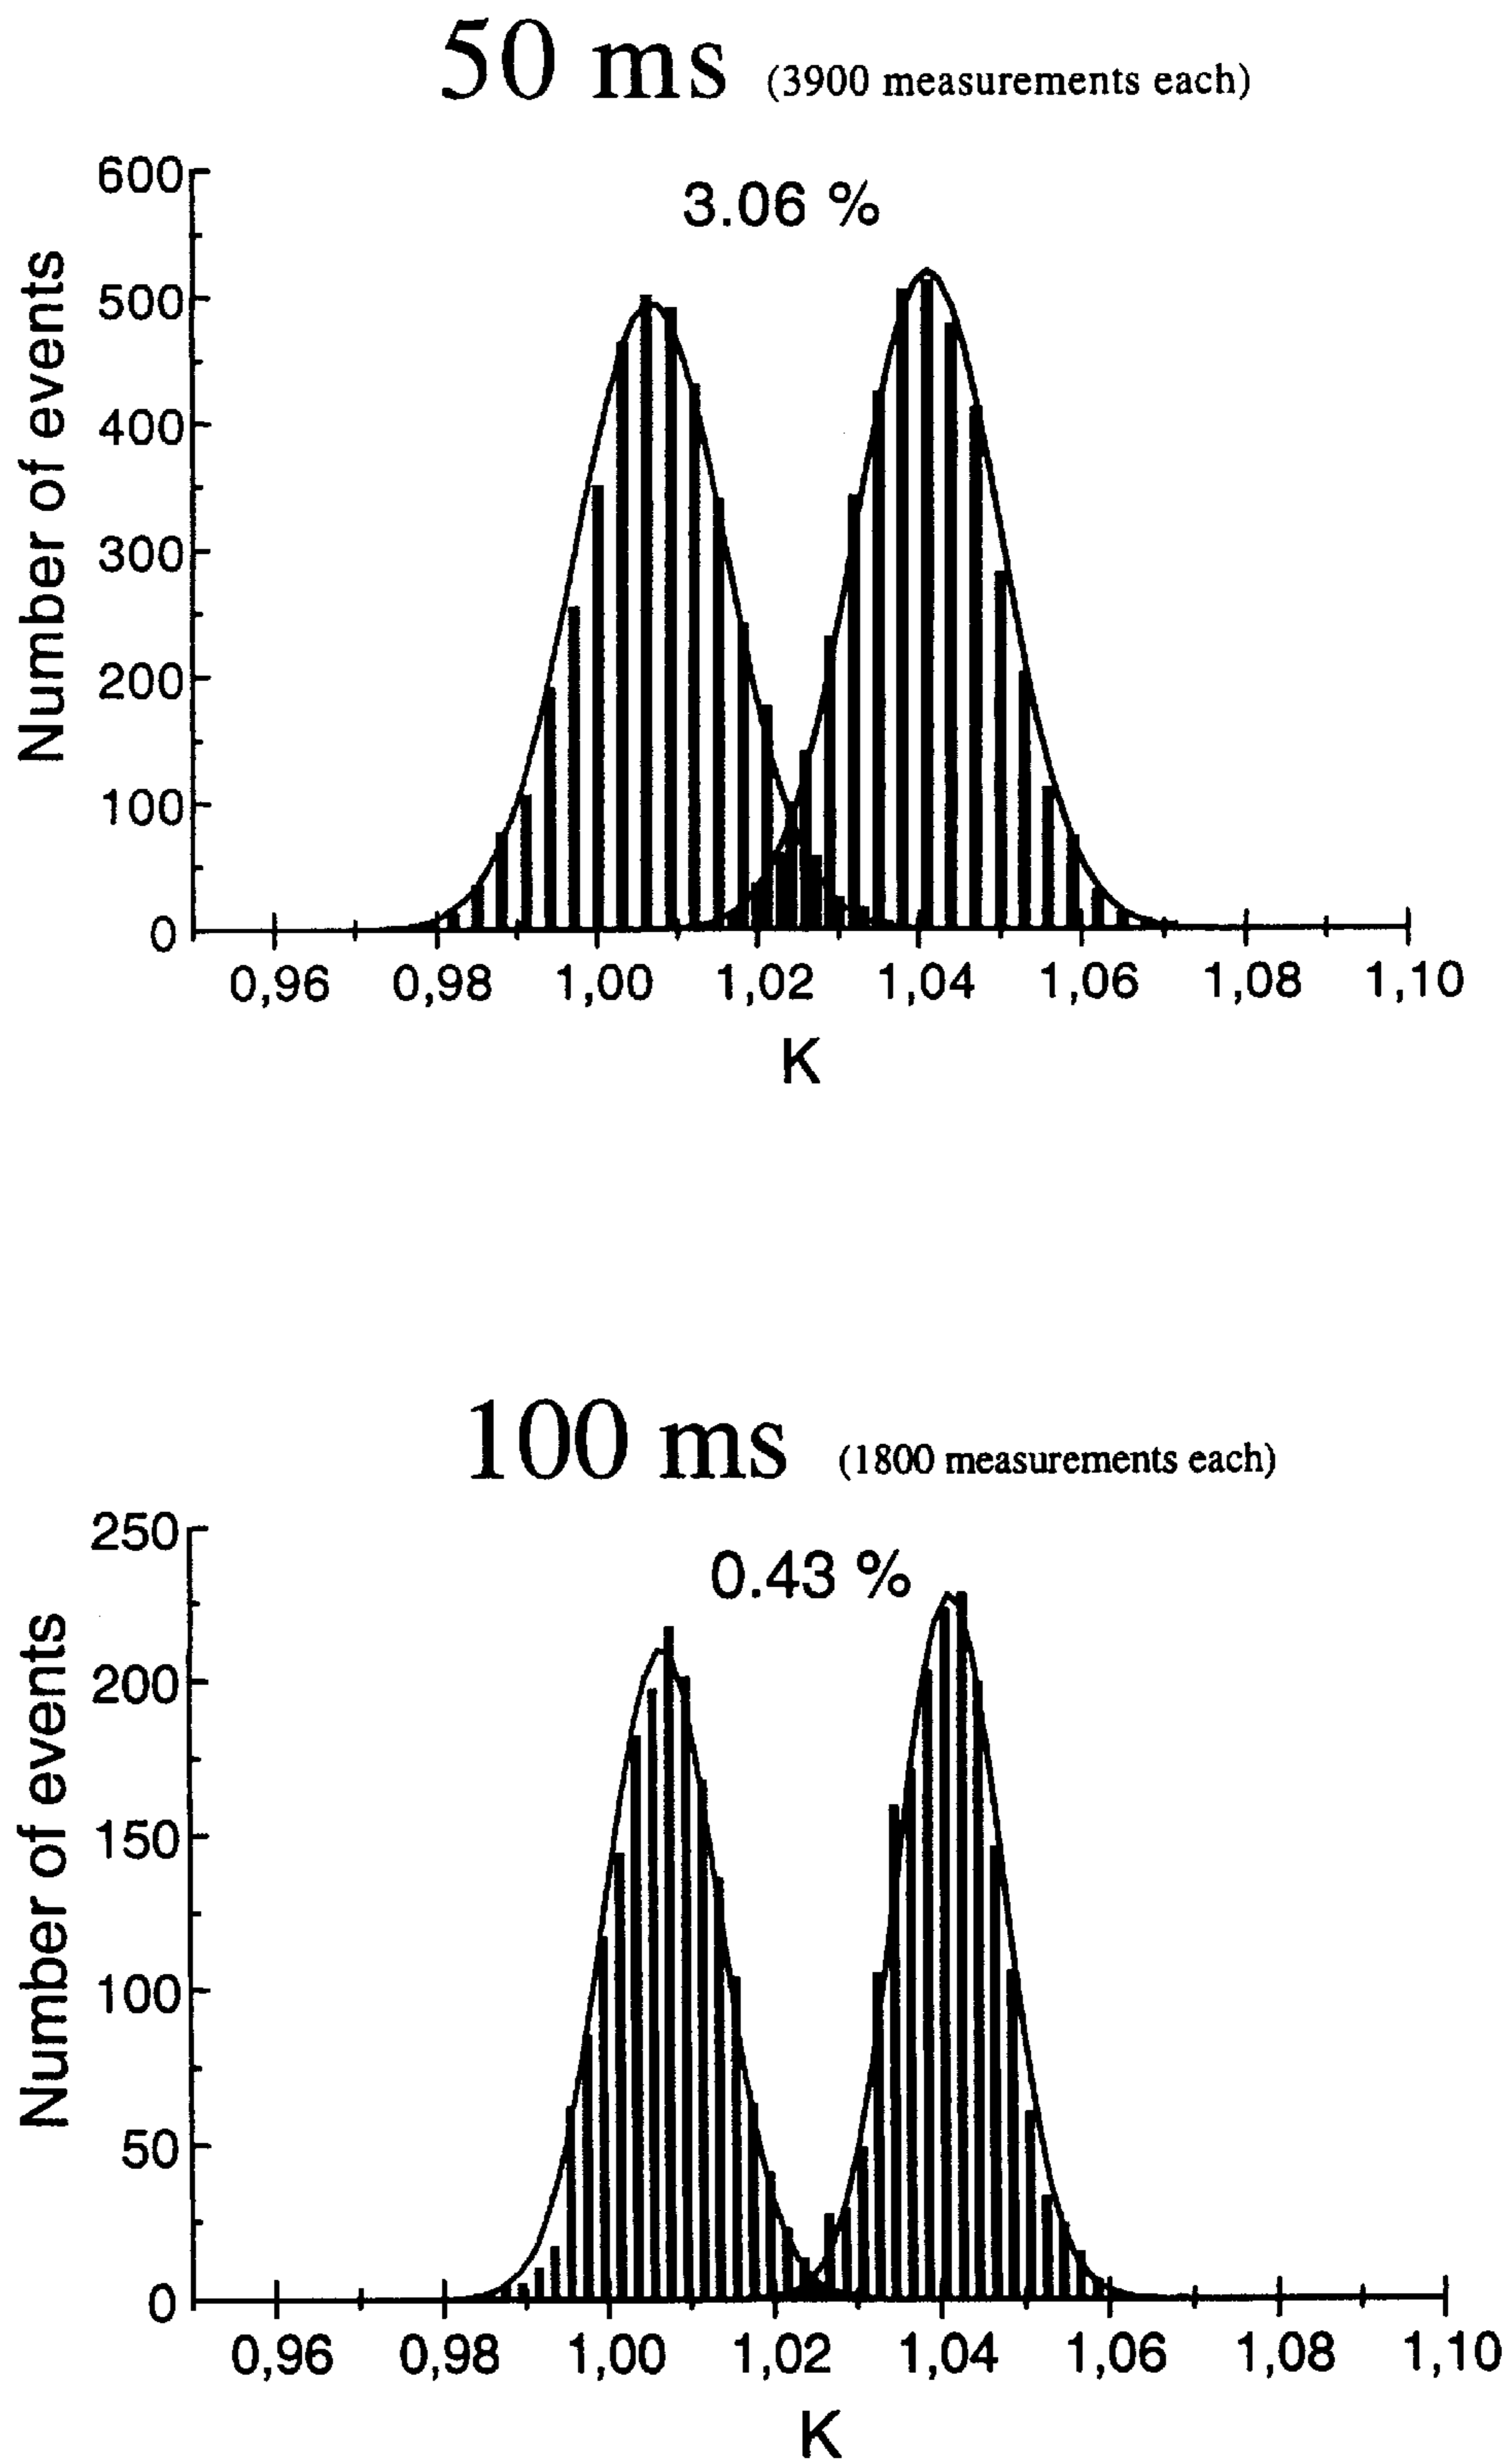 50 ms (3900 measurements each)
3.06 %
Number of events
600
500
400
300
200
100
0
0,96 0,98 1,00 1,02 1,04 1,06 1,08 1,10
K
100 ms (1800 measurements each)
0.43 %
Number of events
250
200
150
100
50
0
0,96 0,98 1,00 1,02 1,04 1,06 1,08 1,10
K